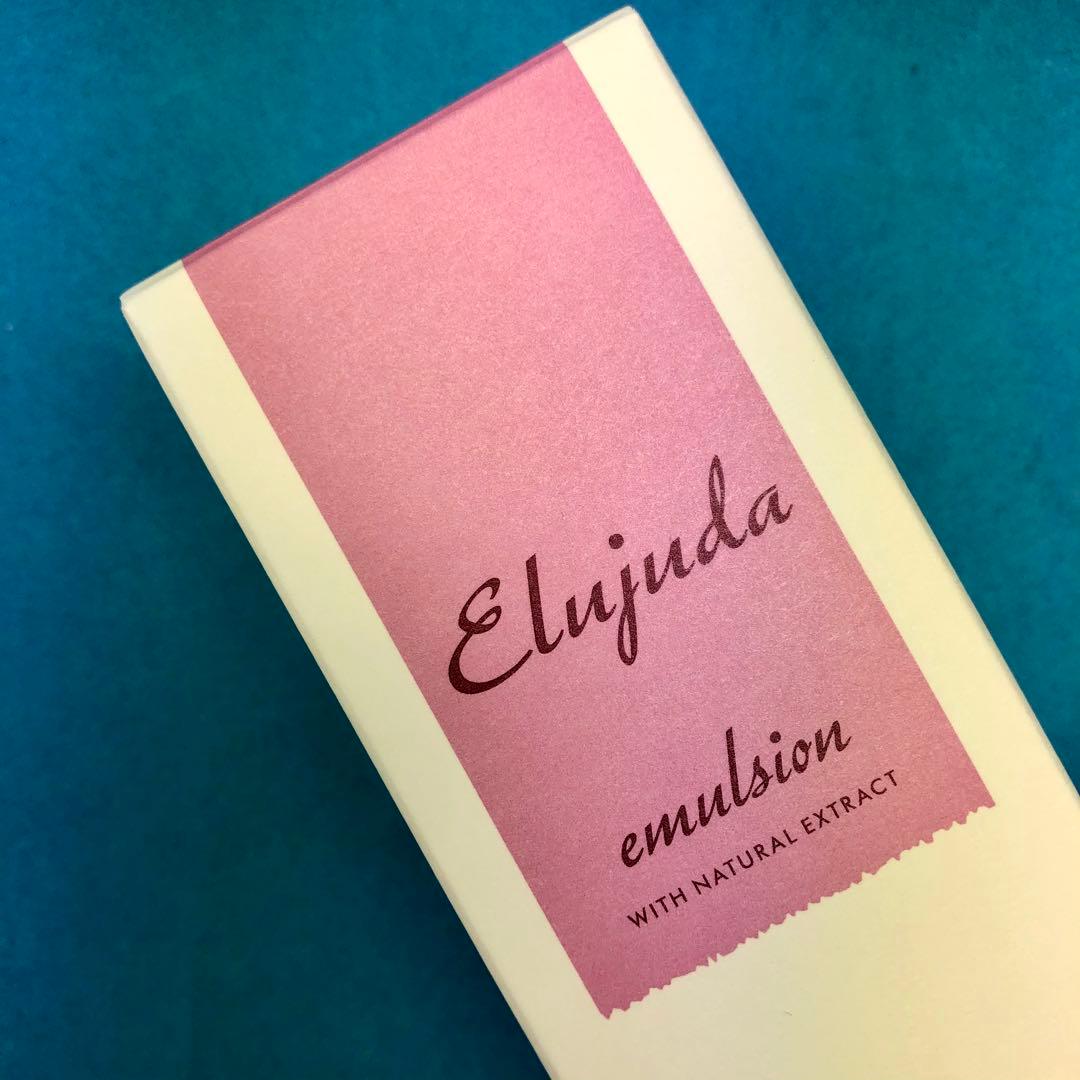 Elujuda
emulsion
WITH NATURAL EXTRACT